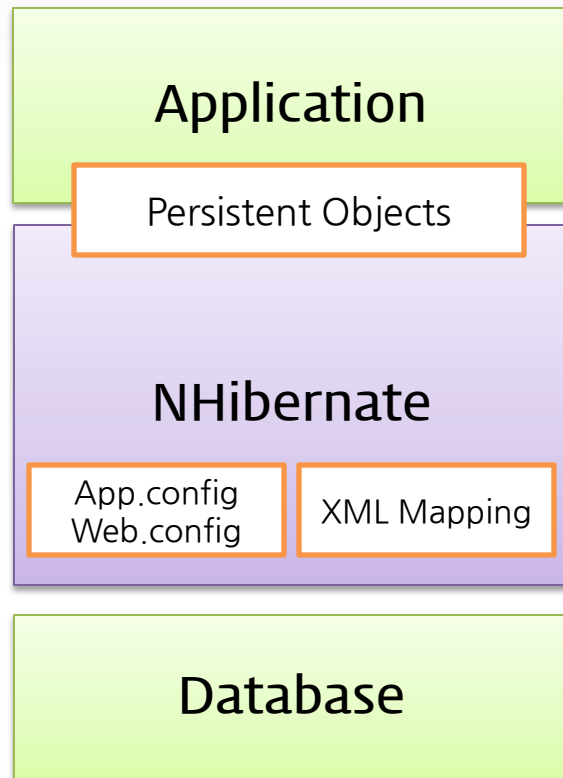 Application
Persistent Objects
NHibernate
App.config
Web.config
XML Mapping
Database